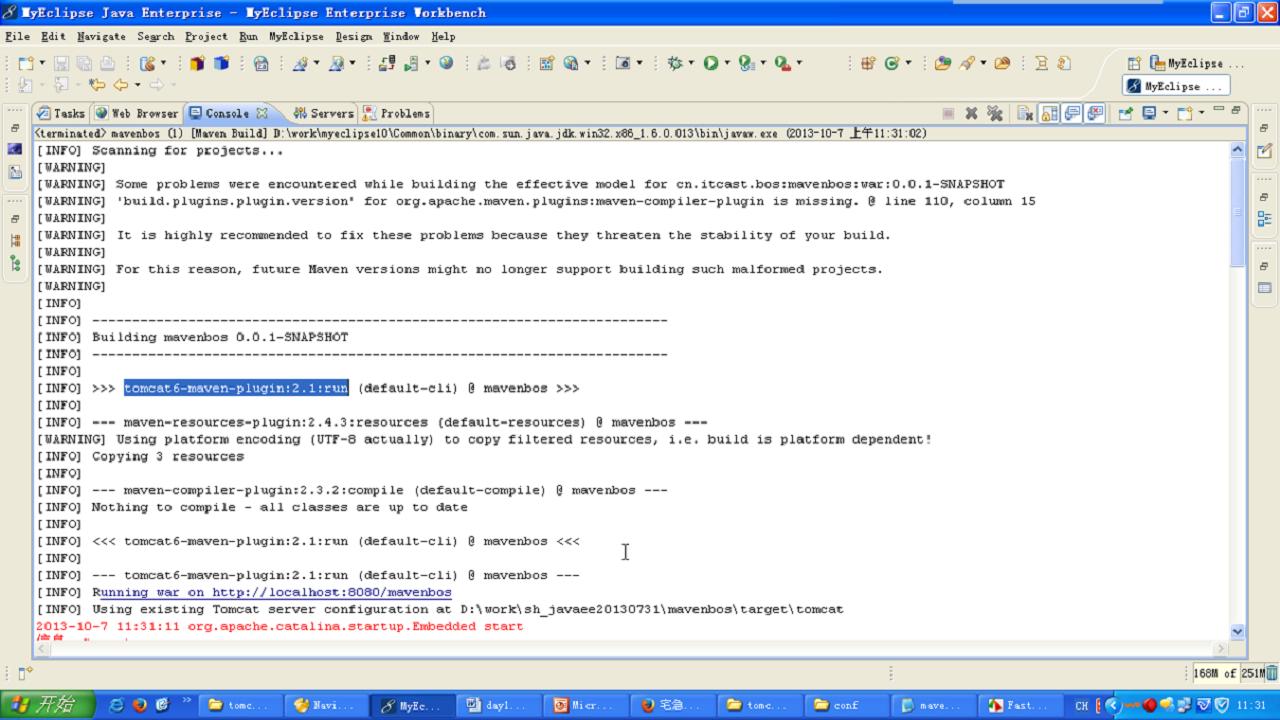 MyEclipse Java Enterprise - MyEclipse Enterprise Workbench
File Edit Navigate Search Project Run MyEclipse Design Window Help
MyEclipse ...
MyEclipse ...
Tasks Web Browser Console Servers Problems
<terminated> mavenbos (1) [Maven Build] D:\work\myeclipse10\Common\binary\com.sun.java.jdk.win32.x86_1.6.0.013\bin\javaw.exe (2013-10-7 上午11:31:02)
[INFO] Scanning for projects...
[WARNING]
[WARNING] Some problems were encountered while building the effective model for cn.itcast.bos:mavenbos:war:0.0.1-SNAPSHOT
[WARNING] 'build.plugins.plugin.version' for org.apache.maven.plugins:maven-compiler-plugin is missing. @ line 110, column 15
[WARNING]
[WARNING] It is highly recommended to fix these problems because they threaten the stability of your build.
[WARNING]
[WARNING] For this reason, future Maven versions might no longer support building such malformed projects.
[WARNING]
[INFO]
[INFO] ------------------------------------------------------------------------
[INFO] Building mavenbos 0.0.1-SNAPSHOT
[INFO] ------------------------------------------------------------------------
[INFO]
[INFO] >>> tomcat6-maven-plugin:2.1:run (default-cli) @ mavenbos >>>
[INFO]
[INFO] --- maven-resources-plugin:2.4.3:resources (default-resources) @ mavenbos ---
[WARNING] Using platform encoding (UTF-8 actually) to copy filtered resources, i.e. build is platform dependent!
[INFO] Copying 3 resources
[INFO]
[INFO] --- maven-compiler-plugin:2.3.2:compile (default-compile) @ mavenbos ---
[INFO] Nothing to compile - all classes are up to date
[INFO]
[INFO] <<< tomcat6-maven-plugin:2.1:run (default-cli) @ mavenbos <<<
[INFO]
[INFO] --- tomcat6-maven-plugin:2.1:run (default-cli) @ mavenbos ---
[INFO] Running war on http://localhost:8080/mavenbos
[INFO] Using existing Tomcat server configuration at D:\work\sh_javaee20130731\mavenbos\target\tomcat
2013-10-7 11:31:11 org.apache.catalina.startup.Embedded start
168M of 251M
开始 tomc... Navi... MyEc... day1... Micr... 宅急... tomc... conf mave... Fast... CH 11:31